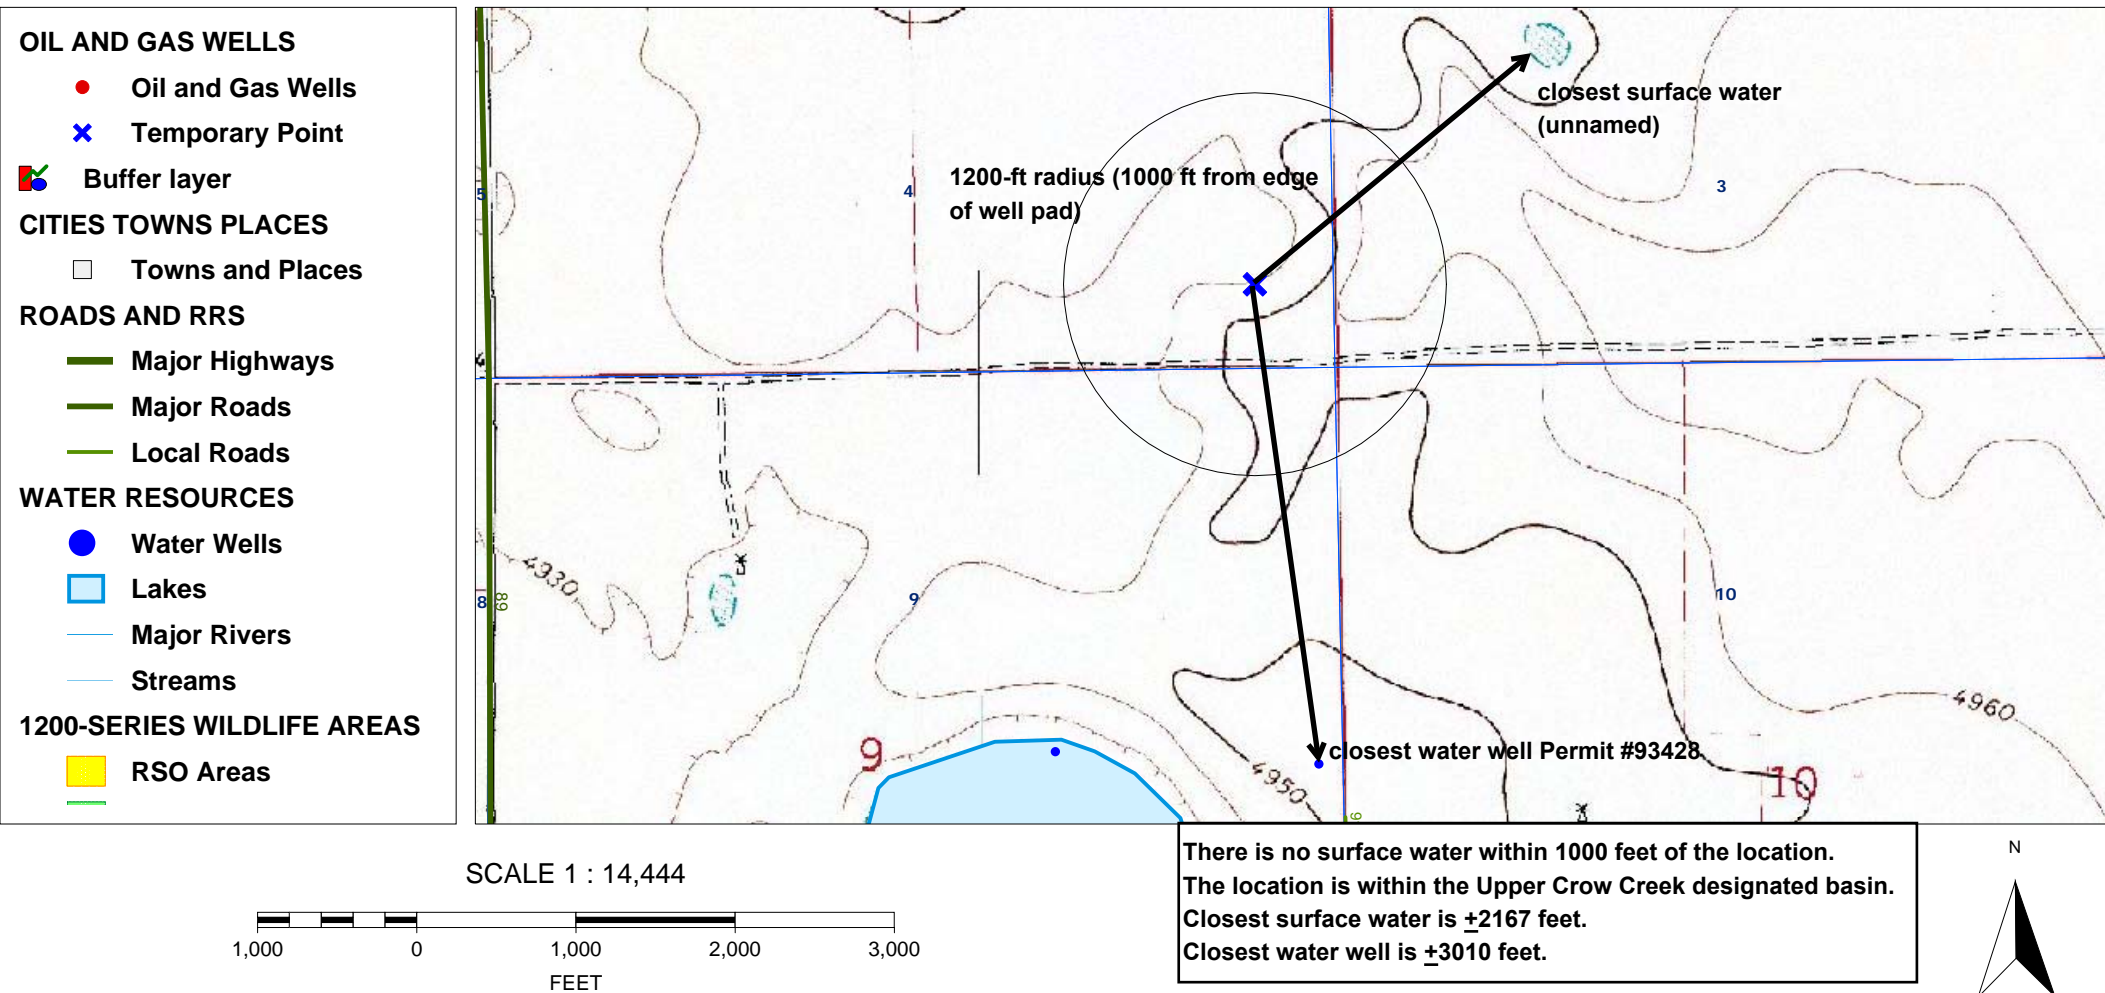 OIL AND GAS WELLS
Oil and Gas Wells
Temporary Point
Buffer layer
CITIES TOWNS PLACES
Towns and Places
ROADS AND RRS
Major Highways
Major Roads
Local Roads
WATER RESOURCES
Water Wells
Lakes
Major Rivers
Streams
1200-SERIES WILDLIFE AREAS
RSO Areas
closest surface water
(unnamed)
1200-ft radius (1000 ft from edge
of well pad)
5
4
3
4930
8
89
9
10
4960
9
closest water well Permit #93428
4950
10
9
SCALE 1 : 14,444
1,000 0 1,000 2,000 3,000
FEET
There is no surface water within 1000 feet of the location.
The location is within the Upper Crow Creek designated basin.
Closest surface water is ±2167 feet.
Closest water well is ±3010 feet.
N